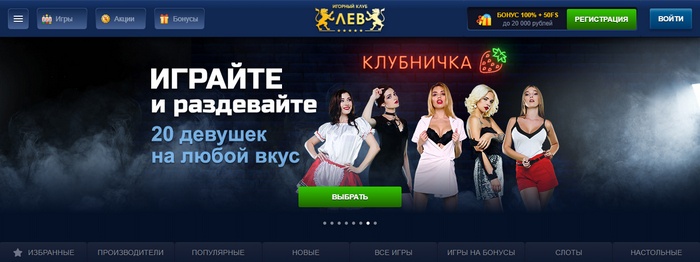 Игры
Акции
Бонусы
ИГОРНЫЙ КЛУБ
ЛЕВ
БОНУС 100% + 50FS
до 20 000 рублей
РЕГИСТРАЦИЯ
ВОЙТИ
КЛУБНИЧКА
ИГРАЙТЕ
и раздевайте
20 девушек
на любой вкус
ВЫБРАТЬ
ИЗБРАННЫЕ
ПРОИЗВОДИТЕЛИ
ПОПУЛЯРНЫЕ
НОВЫЕ
ВСЕ ИГРЫ
ИГРЫ НА БОНУСЫ
СЛОТЫ
НАСТОЛЬНЫЕ